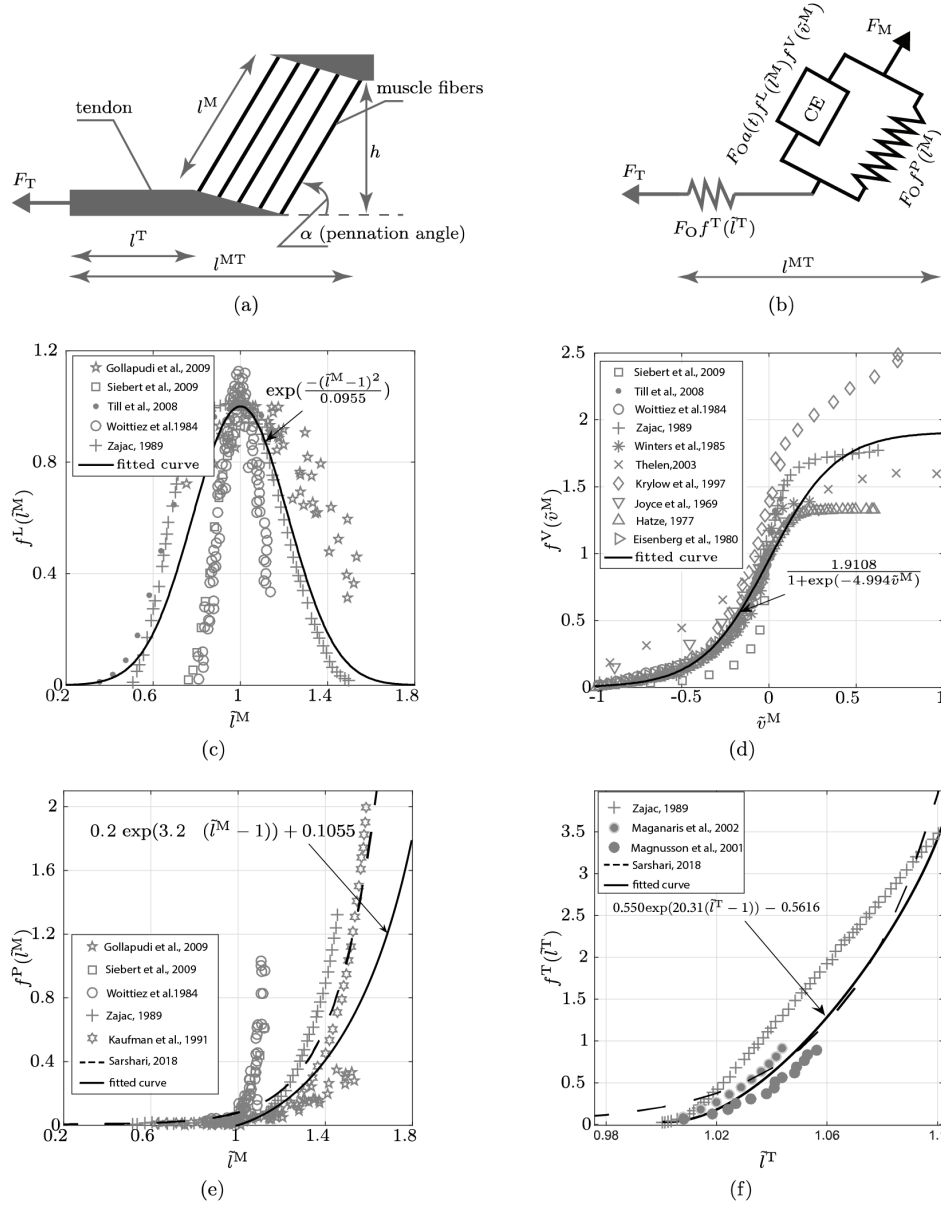 tendon
muscle fibers
l^M
h
F_T
α (pennation angle)
l^T
l^MT
(a)
F_M
F_O a(t) f^L(l̃^M) f^V(ṽ^M)
CE
F_O f^P(l̃^M)
F_T
F_O f^T(l̃^T)
l^MT
(b)
1.2
0.8
0.4
0
0.2
0.6
1
1.4
1.8
f^L(l̃^M)
l̃^M
Gollapudi et al., 2009
Siebert et al., 2009
Till et al., 2008
Woittiez et al.1984
Zajac, 1989
fitted curve
exp(−(l̃^M−1)^2/0.0955)
(c)
2.5
2
1.5
1
0.5
0
-1
-0.5
0
0.5
1
f^V(ṽ^M)
ṽ^M
Siebert et al., 2009
Till et al., 2008
Woittiez et al.1984
Zajac, 1989
Winters et al.,1985
Thelen,2003
Krylow et al., 1997
Joyce et al., 1969
Hatze, 1977
Eisenberg et al., 1980
fitted curve
1.9108/1+exp(−4.994ṽ^M)
(d)
2
1.6
1.2
0.8
0.4
0
0.2
0.6
1
1.4
1.8
f^P(l̃^M)
l̃^M
0.2 exp(3.2 (l̃^M − 1)) + 0.1055
Gollapudi et al., 2009
Siebert et al., 2009
Woittiez et al.1984
Zajac, 1989
Kaufman et al., 1991
Sarshari, 2018
fitted curve
(e)
3.5
3
2.5
2
1.5
1
0.5
0
0.98
1.02
1.06
1.1
f^T(l̃^T)
l̃^T
Zajac, 1989
Maganaris et al., 2002
Magnusson et al., 2001
Sarshari, 2018
fitted curve
0.550exp(20.31(l̃^T − 1)) − 0.5616
(f)